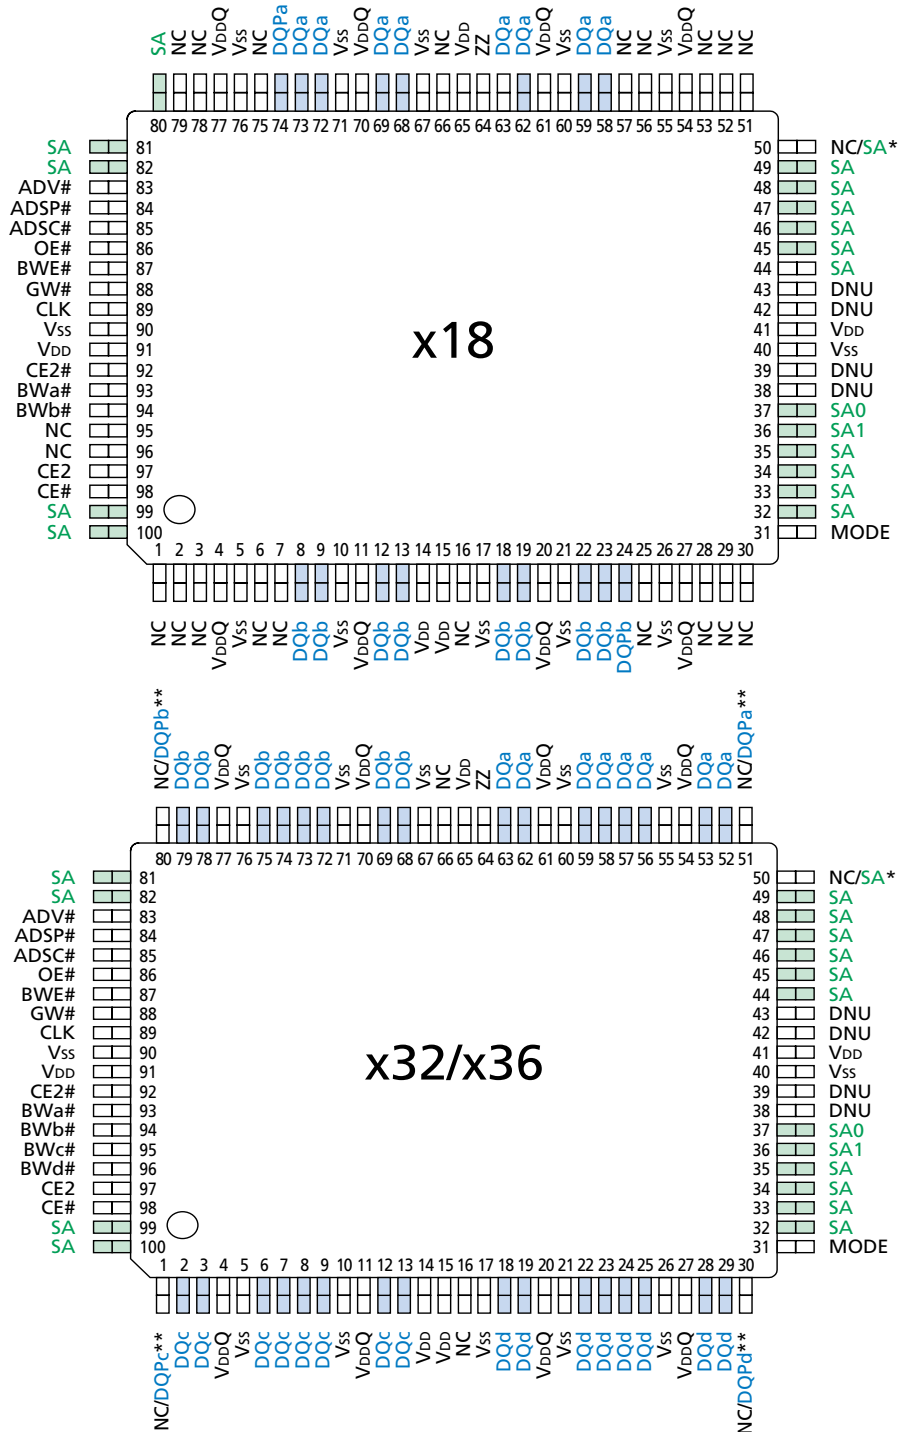 SA NC NC VDDQ VSS NC DQPa DQa DQa VSS VDDQ DQa DQa VSS NC VDD ZZ DQa DQa VDDQ VSS DQa DQa NC NC VSS VDDQ NC NC NC
80 79 78 77 76 75 74 73 72 71 70 69 68 67 66 65 64 63 62 61 60 59 58 57 56 55 54 53 52 51
SA 81 50 NC/SA*
SA 82 49 SA
ADV# 83 48 SA
ADSP# 84 47 SA
ADSC# 85 46 SA
OE# 86 45 SA
BWE# 87 44 SA
GW# 88 43 DNU
CLK 89 42 DNU
VSS 90 41 VDD
x18
VDD 91 40 VSS
CE2# 92 39 DNU
BWa# 93 38 DNU
BWb# 94 37 SA0
NC 95 36 SA1
NC 96 35 SA
CE2 97 34 SA
CE# 98 33 SA
SA 99 32 SA
SA 100 31 MODE
1 2 3 4 5 6 7 8 9 10 11 12 13 14 15 16 17 18 19 20 21 22 23 24 25 26 27 28 29 30
NC NC NC VDDQ VSS NC NC DQb DQb VSS VDDQ DQb DQb VDD VDD NC VSS DQb DQb VDDQ VSS DQb DQb DQPb NC VSS VDDQ NC NC NC
NC/DQPb** DQb DQb VDDQ VSS DQb DQb DQb DQb VSS VDDQ DQb DQb VSS NC VDD ZZ DQa DQa VDDQ VSS DQa DQa DQa DQa VSS VDDQ DQa DQa NC/DQPa**
80 79 78 77 76 75 74 73 72 71 70 69 68 67 66 65 64 63 62 61 60 59 58 57 56 55 54 53 52 51
SA 81 50 NC/SA*
SA 82 49 SA
ADV# 83 48 SA
ADSP# 84 47 SA
ADSC# 85 46 SA
OE# 86 45 SA
BWE# 87 44 SA
GW# 88 43 DNU
CLK 89 42 DNU
VSS 90 41 VDD
x32/x36
VDD 91 40 VSS
CE2# 92 39 DNU
BWa# 93 38 DNU
BWb# 94 37 SA0
BWc# 95 36 SA1
BWd# 96 35 SA
CE2 97 34 SA
CE# 98 33 SA
SA 99 32 SA
SA 100 31 MODE
1 2 3 4 5 6 7 8 9 10 11 12 13 14 15 16 17 18 19 20 21 22 23 24 25 26 27 28 29 30
NC/DQPc** DQc DQc VDDQ VSS DQc DQc DQc DQc VSS VDDQ DQc DQc VDD VDD NC VSS DQd DQd VDDQ VSS DQd DQd DQd DQd VSS VDDQ DQd DQd NC/DQPd**